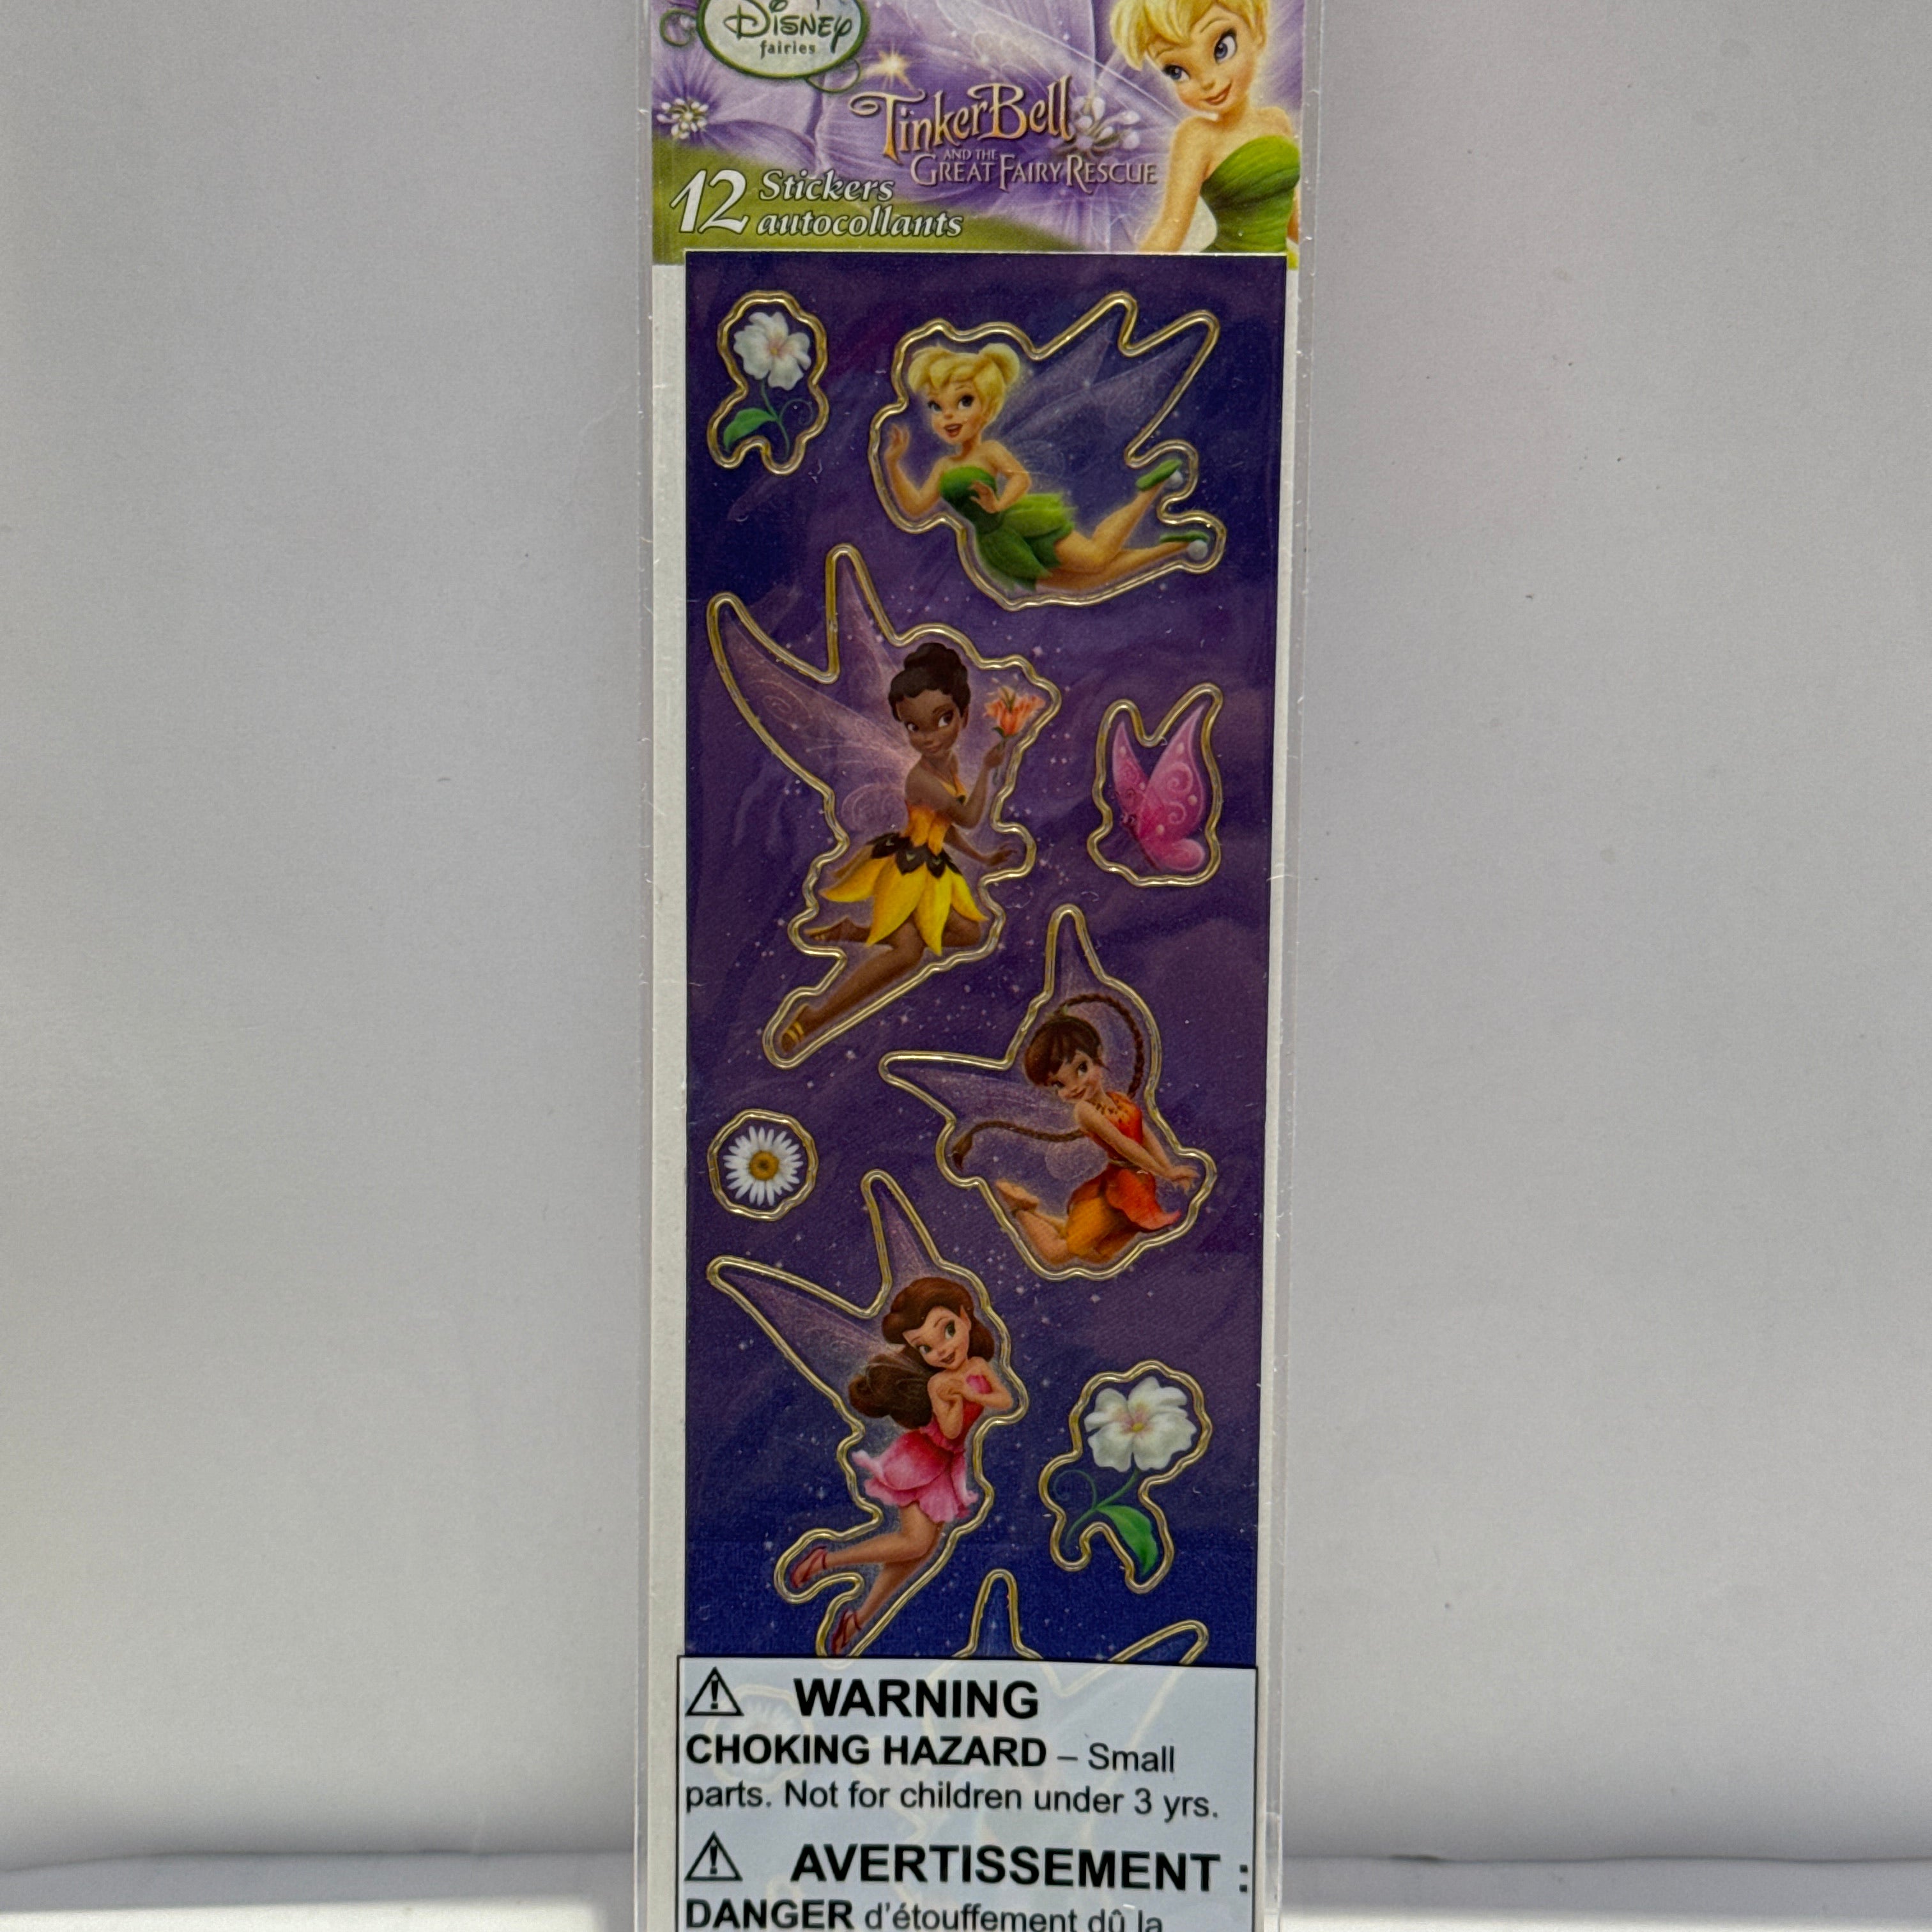 Disney
fairies
TinkerBell
AND THE
GREAT FAIRY RESCUE
12 Stickers
autocollants
⚠ WARNING
CHOKING HAZARD – Small
parts. Not for children under 3 yrs.
⚠ AVERTISSEMENT :
DANGER d'étouffement dû la